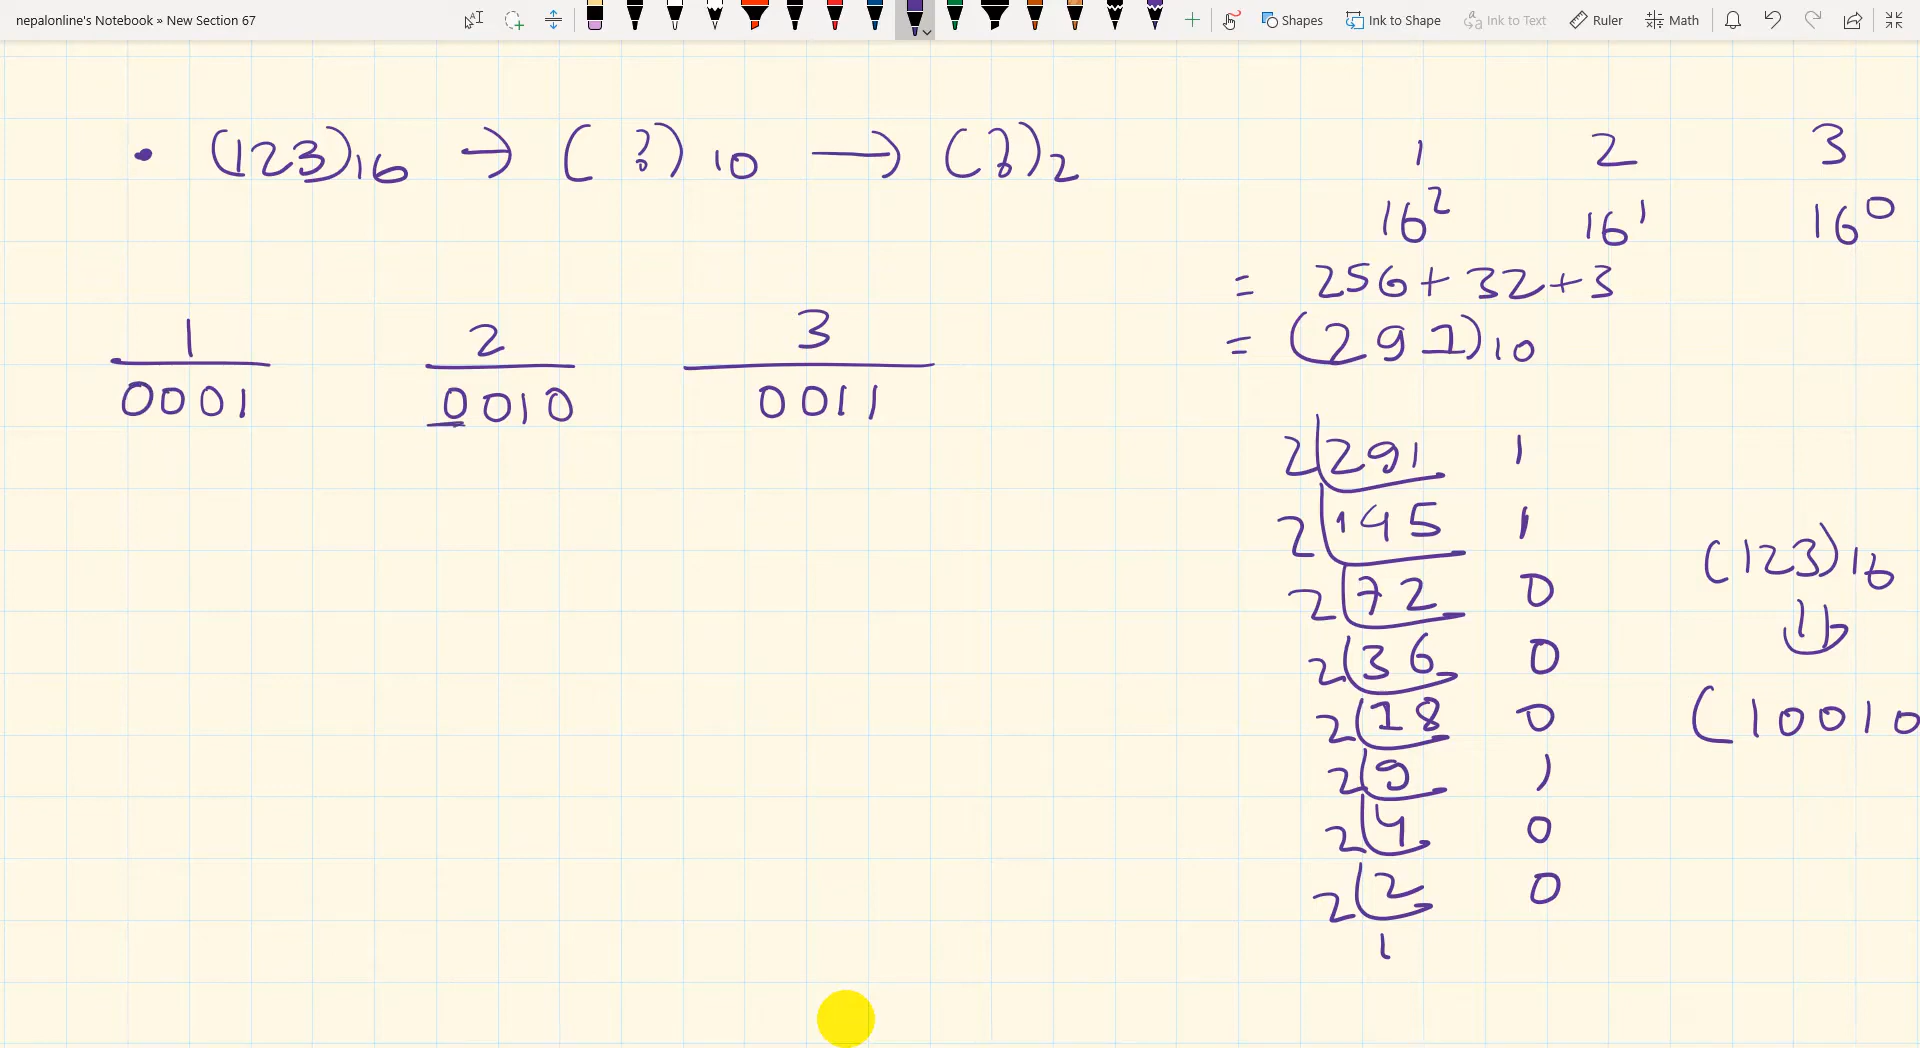 nepalonline's Notebook » New Section 67
Shapes Ink to Shape Ink to Text Ruler Math
• (123)₁₆ → ( ? )₁₀ → ( ? )₂
1 2 3
16² 16¹ 16⁰
= 256 + 32 + 3
= (291)₁₀
1 2 3
0001 0010 0011
2 291 1
2 145 1
2 72 0
2 36 0
2 18 0
2 9 1
2 4 0
2 2 0
1
(123)₁₆
⇓
(10010